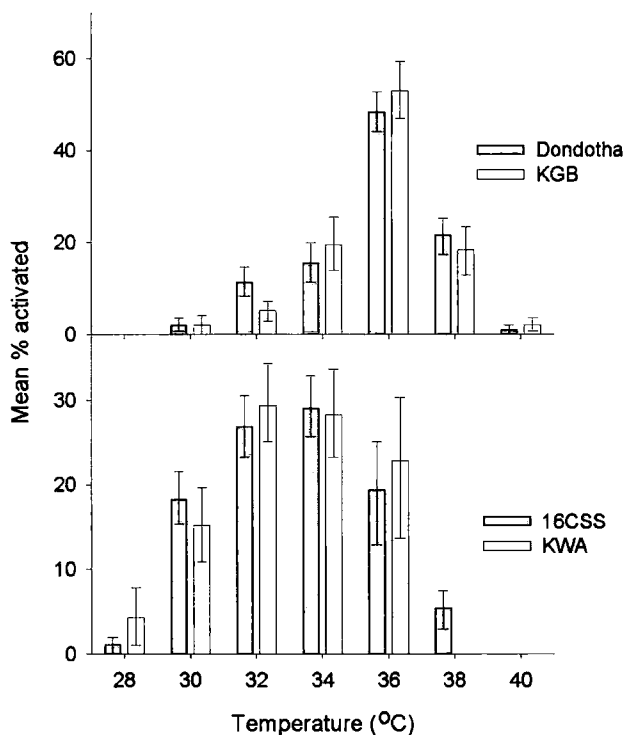 60
40
20
0
Dondotha
KGB
Mean % activated
30
20
10
0
16CSS
KWA
28 30 32 34 36 38 40
Temperature (°C)